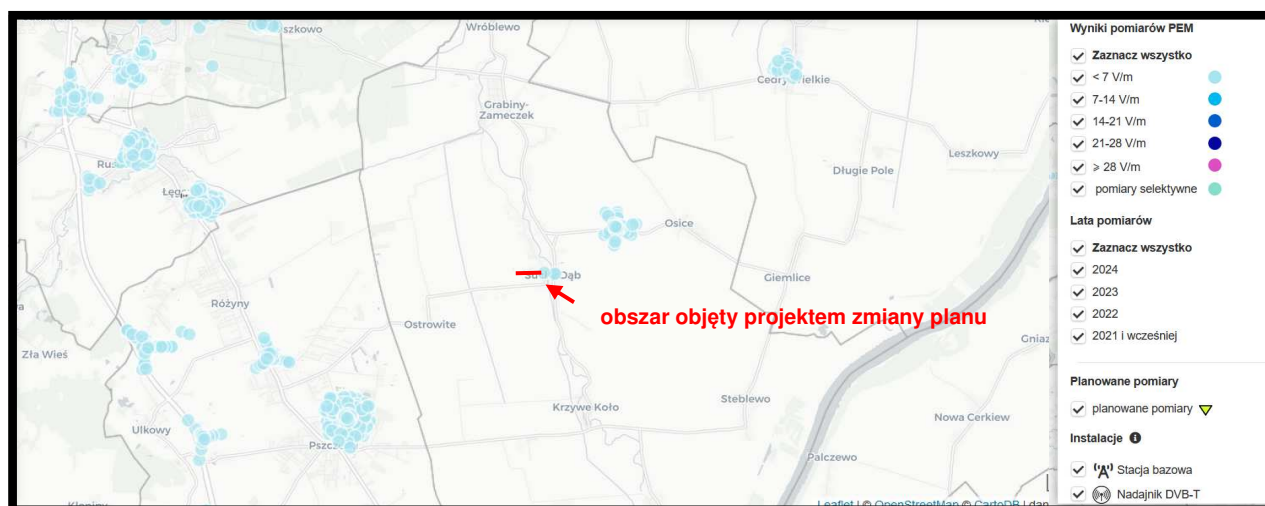 szkowo
Wróblewo
Cedry Wielkie
Grabiny-
Zameczek
Leszkowy
Długie Pole
Osice
Dąb
Giemlice
Różyny
Ostrowite
obszar objęty projektem zmiany planu
Zła Wieś
Krzywe Koło
Steblewo
Nowa Cerkiew
Ulkowy
Pszcz
Palczewo
Leaflet | © OpenStreetMap © CartoDB | dan
Wyniki pomiarów PEM
Zaznacz wszystko
< 7 V/m
7-14 V/m
14-21 V/m
21-28 V/m
⩾ 28 V/m
pomiary selektywne
Lata pomiarów
Zaznacz wszystko
2024
2023
2022
2021 i wcześniej
Planowane pomiary
planowane pomiary
Instalacje
Stacja bazowa
Nadajnik DVB-T